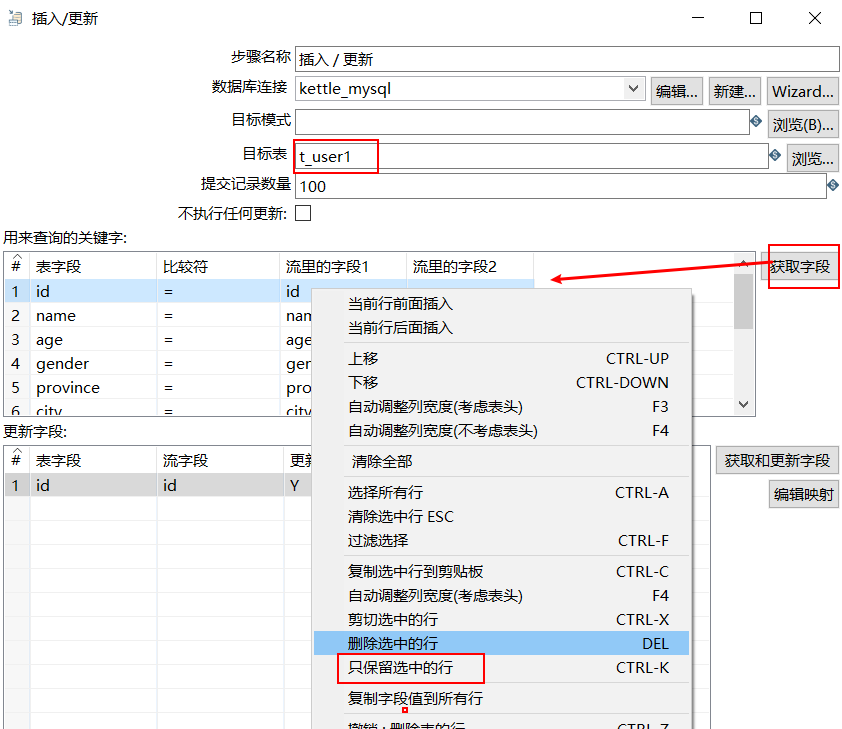 插入/更新
步骤名称 插入 / 更新
数据库连接 kettle_mysql 编辑... 新建... Wizard...
目标模式 浏览(B)...
目标表 t_user1 浏览...
提交记录数量 100
不执行任何更新:
用来查询的关键字:
# 表字段 比较符 流里的字段1 流里的字段2 获取字段
1 id = id
2 name = nam
3 age = age
4 gender = ger
5 province = pro
6 city = city
当前行前面插入
当前行后面插入
上移 CTRL-UP
下移 CTRL-DOWN
自动调整列宽度(考虑表头) F3
自动调整列宽度(不考虑表头) F4
清除全部
选择所有行 CTRL-A
清除选中行 ESC
过滤选择 CTRL-F
复制选中行到剪贴板 CTRL-C
自动调整列宽度(考虑表头) F4
剪切选中的行 CTRL-X
删除选中的行 DEL
只保留选中的行 CTRL-K
复制字段值到所有行
撤销 : 删除表的行 CTRL-Z
更新字段:
# 表字段 流字段 更新 获取和更新字段
1 id id Y 编辑映射